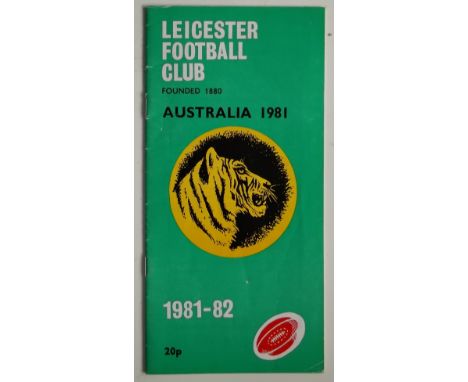 LEICESTER
FOOTBALL
CLUB
FOUNDED 1880
AUSTRALIA 1981
1981-82
20p